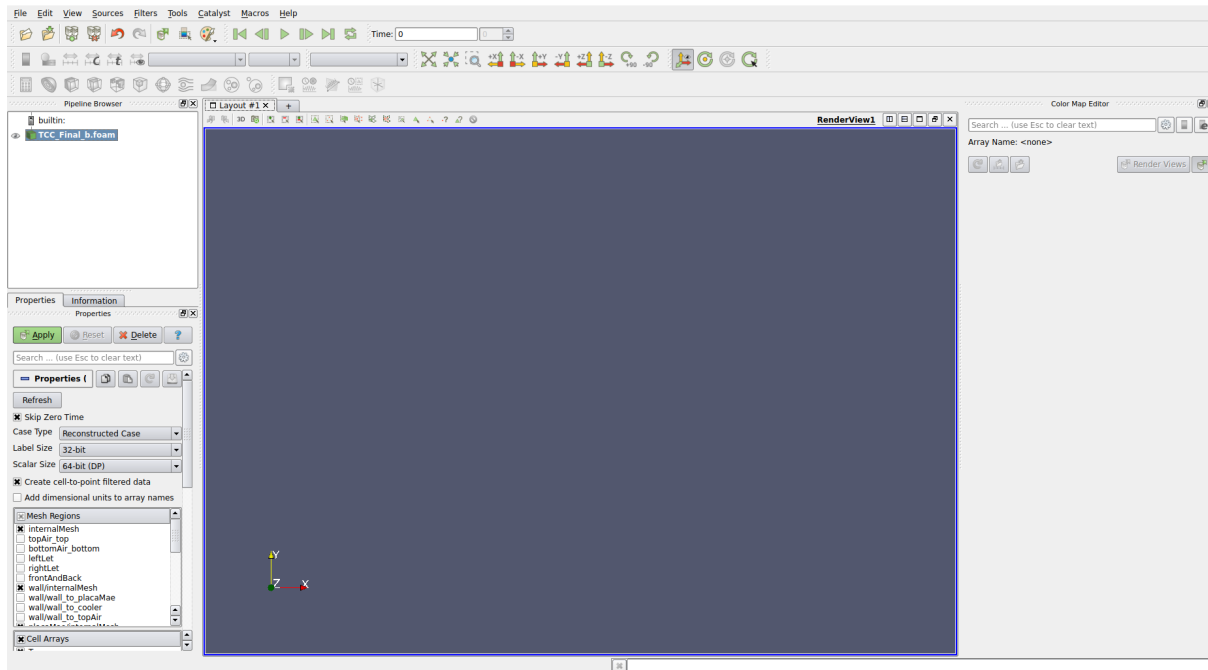 File Edit View Sources Filters Tools Catalyst Macros Help
Time: 0 0
+X -X +Y -Y +Z -Z +90 -90
Pipeline Browser
Layout #1 +
Color Map Editor
builtin:
3D
RenderView1
Search ... (use Esc to clear text)
TCC_Final_b.foam
Array Name: <none>
Render Views
Properties Information
Properties
Apply Reset Delete ?
Search ... (use Esc to clear text)
Properties (
Refresh
Skip Zero Time
Case Type Reconstructed Case
Label Size 32-bit
Scalar Size 64-bit (DP)
Create cell-to-point filtered data
Add dimensional units to array names
Mesh Regions
internalMesh
topAir_top
bottomAir_bottom
leftLet
rightLet
frontAndBack
wall/internalMesh
wall/wall_to_placaMae
wall/wall_to_cooler
wall/wall_to_topAir
Cell Arrays
Y
Z X